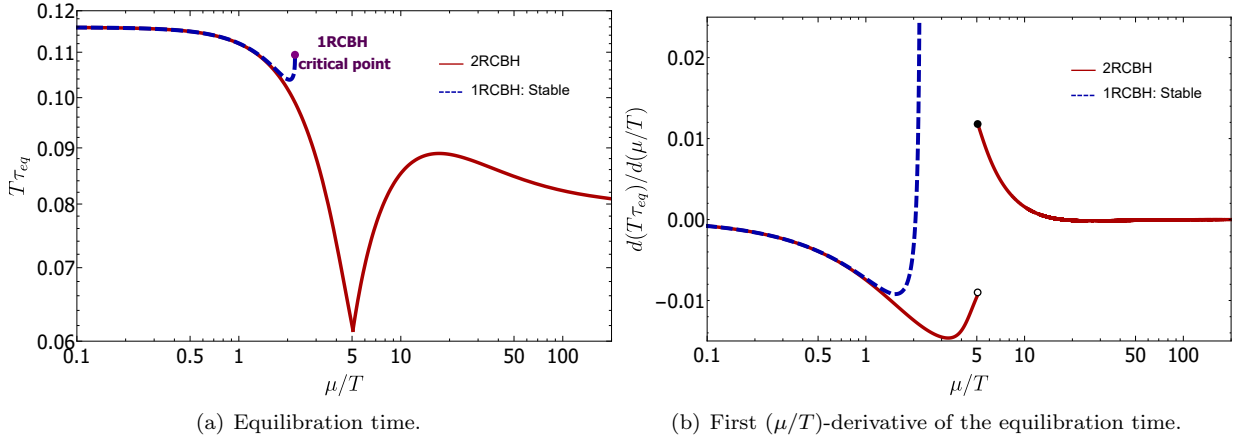 0.12
0.11
0.10
0.09
0.08
0.07
0.06
Tτ_eq
1RCBH
critical point
2RCBH
1RCBH: Stable
0.1 0.5 1 5 10 50 100
μ/T
(a) Equilibration time.
0.02
0.01
0.00
−0.01
d(Tτ_eq)/d(μ/T)
2RCBH
1RCBH: Stable
0.1 0.5 1 5 10 50 100
μ/T
(b) First (μ/T)-derivative of the equilibration time.